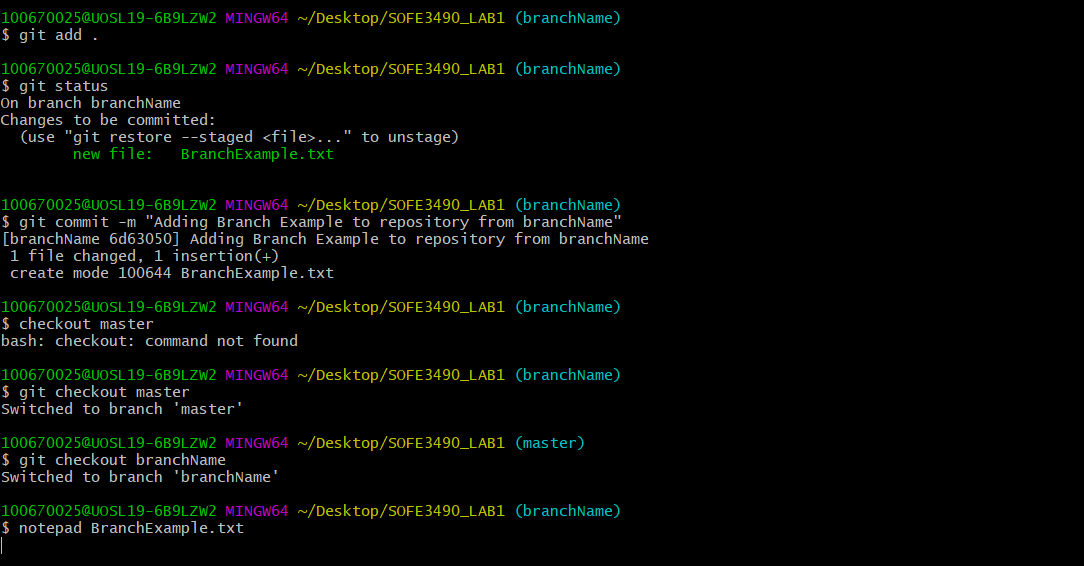 100670025@UOSL19-6B9LZW2 MINGW64 ~/Desktop/SOFE3490_LAB1 (branchName)
$ git add .
100670025@UOSL19-6B9LZW2 MINGW64 ~/Desktop/SOFE3490_LAB1 (branchName)
$ git status
On branch branchName
Changes to be committed:
  (use "git restore --staged <file>..." to unstage)
        new file:   BranchExample.txt
100670025@UOSL19-6B9LZW2 MINGW64 ~/Desktop/SOFE3490_LAB1 (branchName)
$ git commit -m "Adding Branch Example to repository from branchName"
[branchName 6d63050] Adding Branch Example to repository from branchName
 1 file changed, 1 insertion(+)
 create mode 100644 BranchExample.txt
100670025@UOSL19-6B9LZW2 MINGW64 ~/Desktop/SOFE3490_LAB1 (branchName)
$ checkout master
bash: checkout: command not found
100670025@UOSL19-6B9LZW2 MINGW64 ~/Desktop/SOFE3490_LAB1 (branchName)
$ git checkout master
Switched to branch 'master'
100670025@UOSL19-6B9LZW2 MINGW64 ~/Desktop/SOFE3490_LAB1 (master)
$ git checkout branchName
Switched to branch 'branchName'
100670025@UOSL19-6B9LZW2 MINGW64 ~/Desktop/SOFE3490_LAB1 (branchName)
$ notepad BranchExample.txt